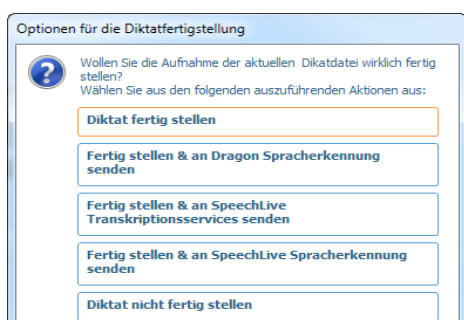 Optionen für die Diktatfertigstellung
Wollen Sie die Aufnahme der aktuellen Dikatdatei wirklich fertig
stellen?
Wählen Sie aus den folgenden auszuführenden Aktionen aus:
Diktat fertig stellen
Fertig stellen & an Dragon Spracherkennung
senden
Fertig stellen & an SpeechLive
Transkriptionsservices senden
Fertig stellen & an SpeechLive Spracherkennung
senden
Diktat nicht fertig stellen